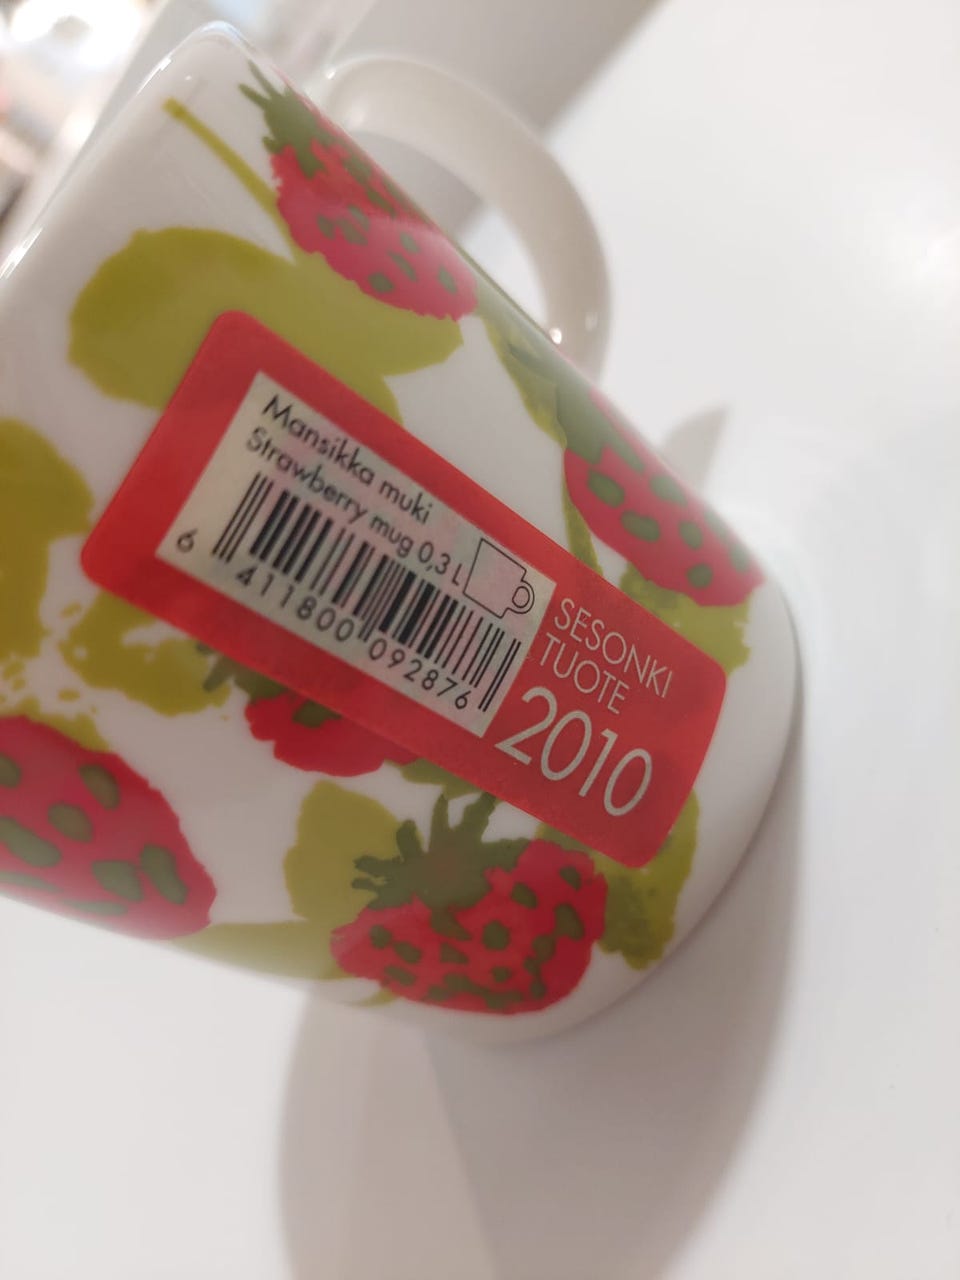 Mansikka muki
Strawberry mug 0,3 L
6 411800 092876
SESONKI
TUOTE
2010